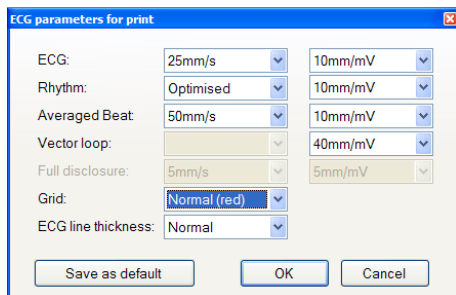 ECG parameters for print
ECG: 25mm/s 10mm/mV
Rhythm: Optimised 10mm/mV
Averaged Beat: 50mm/s 10mm/mV
Vector loop: 40mm/mV
Full disclosure: 5mm/s 5mm/mV
Grid: Normal (red)
ECG line thickness: Normal
Save as default OK Cancel